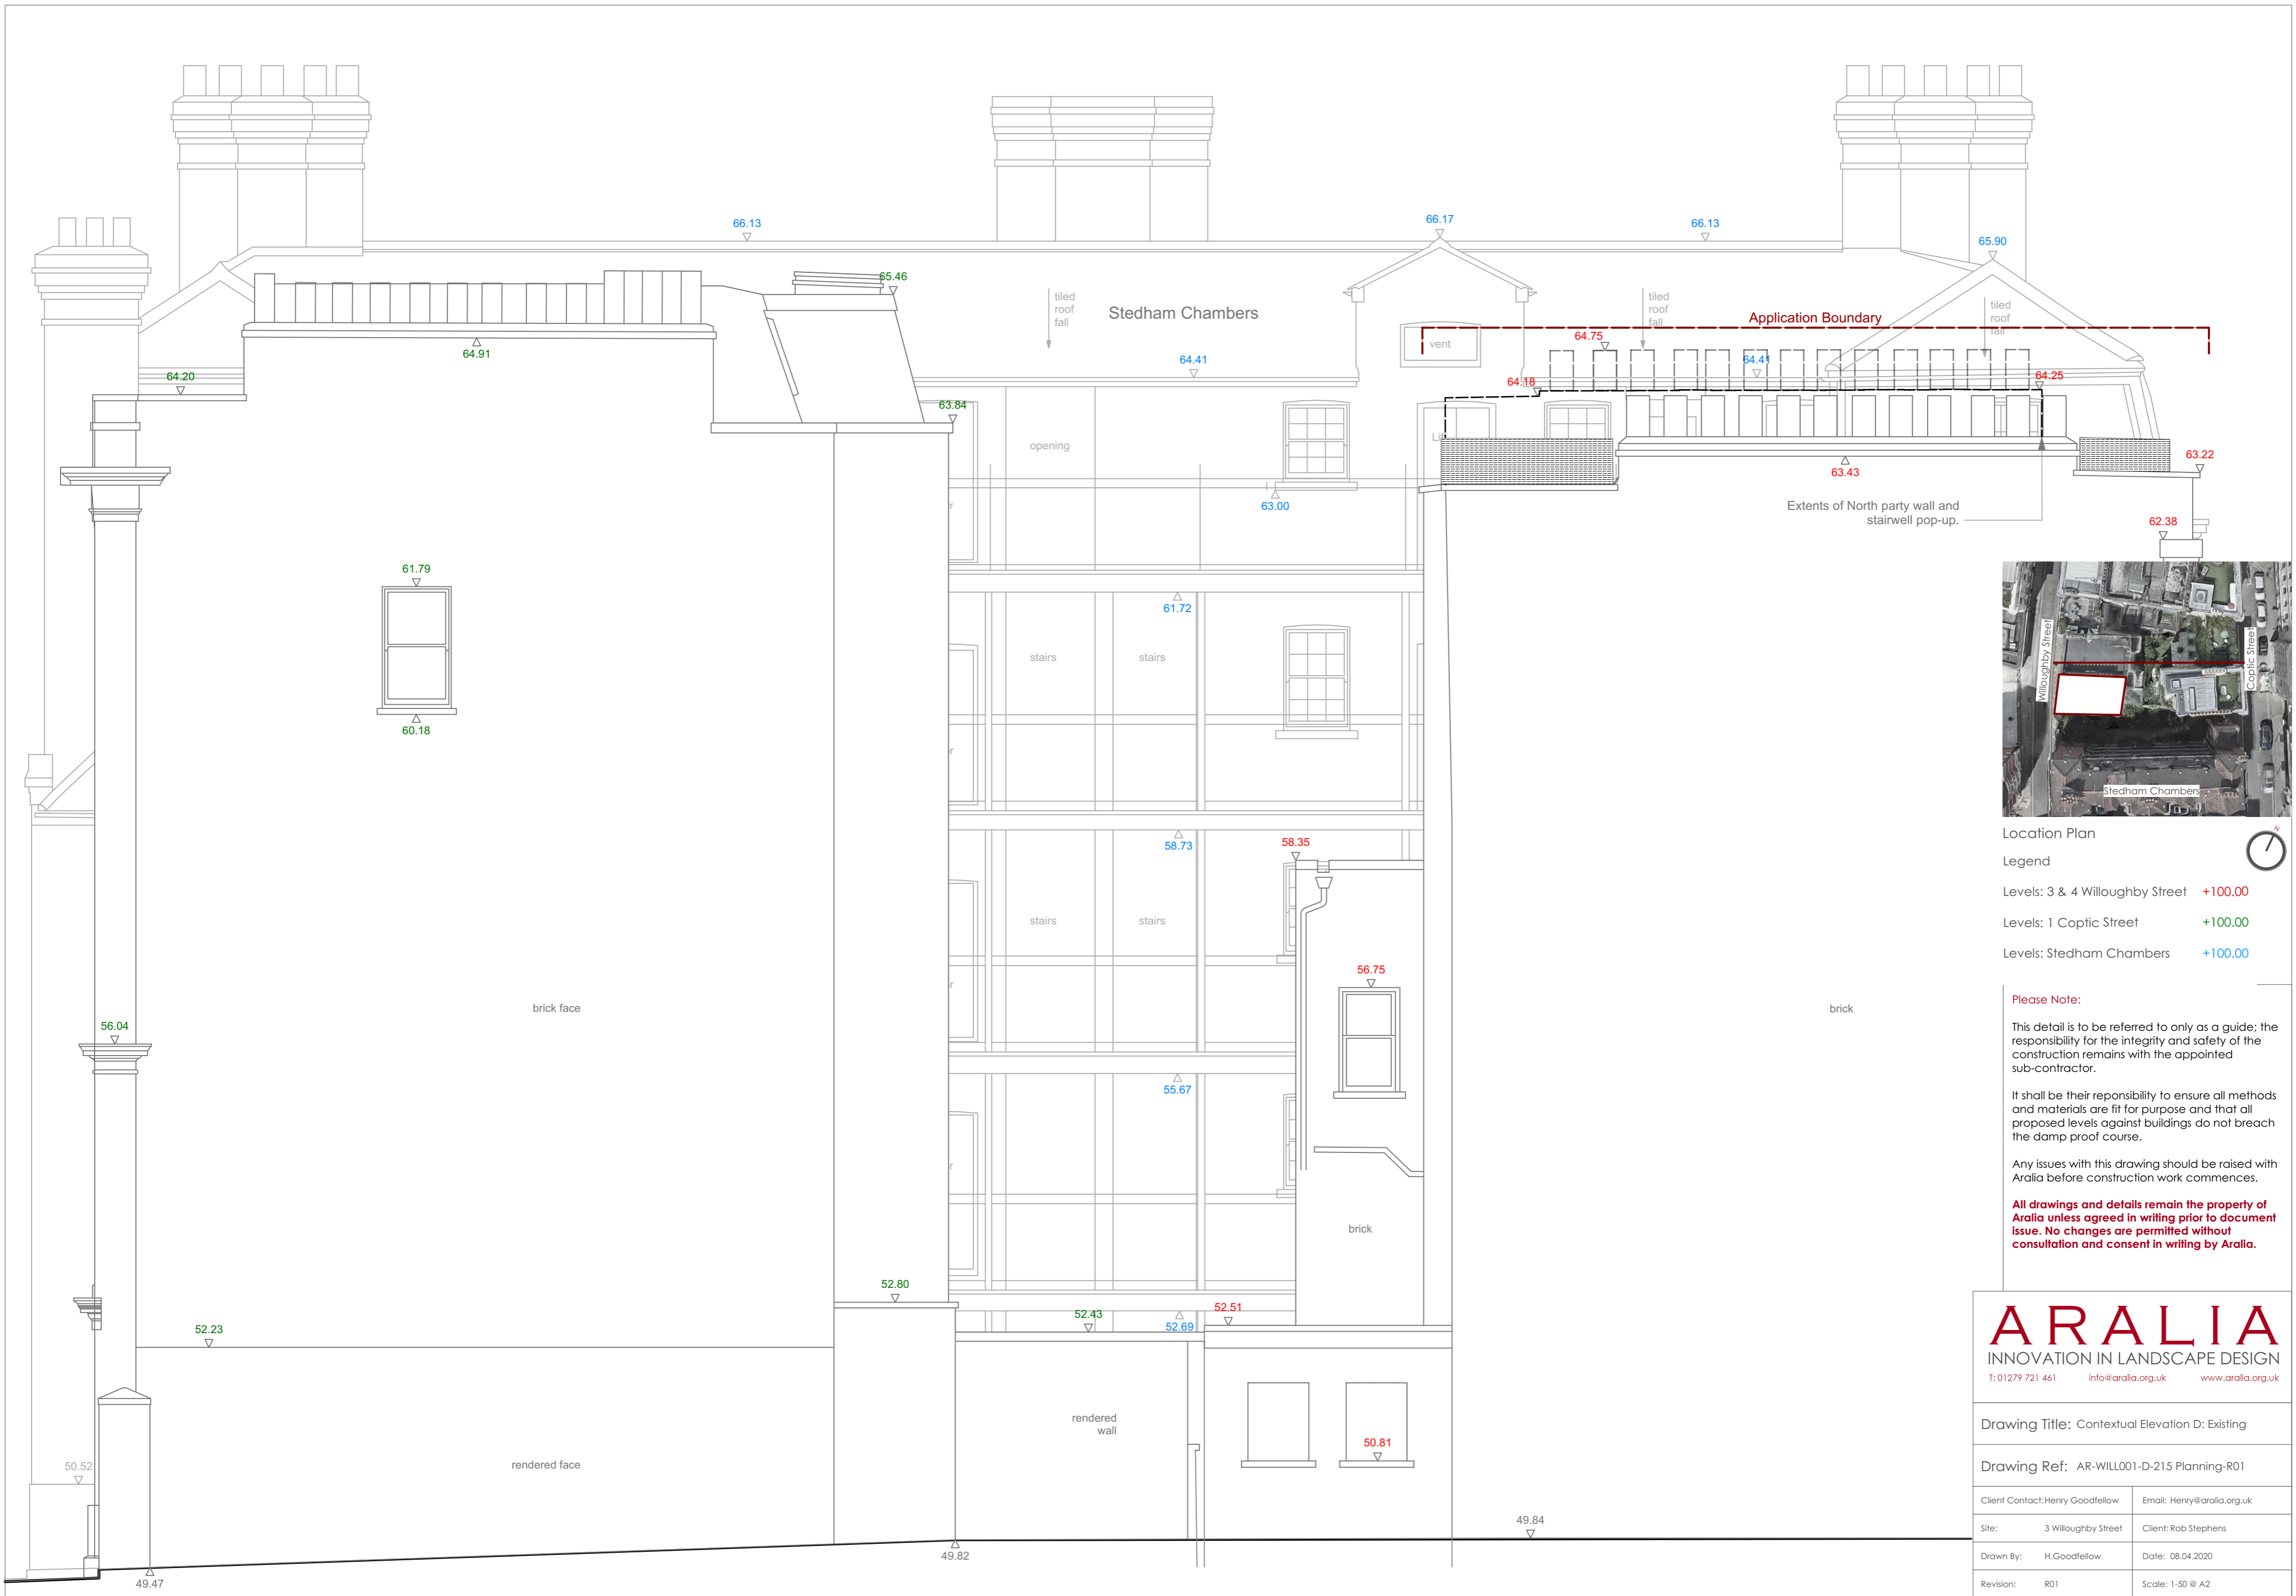 66.13
66.17
66.13
65.90
65.46
tiled
roof
fall
Stedham Chambers
tiled
roof
fall
tiled
roof
fall
Application Boundary
vent
64.75
64.91
64.41
64.41
64.20
64.18
64.25
63.84
opening
63.43
63.22
63.00
Extents of North party wall and
stairwell pop-up.
62.38
61.79
61.72
60.18
stairs
stairs
58.73
58.35
stairs
stairs
56.75
56.04
brick face
brick
55.67
brick
52.80
52.43
52.69
52.51
52.23
rendered
wall
50.81
rendered face
50.52
49.84
49.82
49.47
Willoughby Street
Coptic Street
Stedham Chambers
Location Plan
N
Legend
Levels: 3 & 4 Willoughby Street +100.00
Levels: 1 Coptic Street +100.00
Levels: Stedham Chambers +100.00
Please Note:
This detail is to be referred to only as a guide; the
responsibility for the integrity and safety of the
construction remains with the appointed
sub-contractor.
It shall be their reponsibility to ensure all methods
and materials are fit for purpose and that all
proposed levels against buildings do not breach
the damp proof course.
Any issues with this drawing should be raised with
Aralia before construction work commences.
All drawings and details remain the property of
Aralia unless agreed in writing prior to document
issue. No changes are permitted without
consultation and consent in writing by Aralia.
ARALIA
INNOVATION IN LANDSCAPE DESIGN
T: 01279 721 461 info@aralia.org.uk www.aralia.org.uk
Drawing Title: Contextual Elevation D: Existing
Drawing Ref: AR-WILL001-D-215 Planning-R01
Client Contact: Henry Goodfellow Email: Henry@aralia.org.uk
Site: 3 Willoughby Street Client: Rob Stephens
Drawn By: H.Goodfellow Date: 08.04.2020
Revision: R01 Scale: 1-50 @ A2